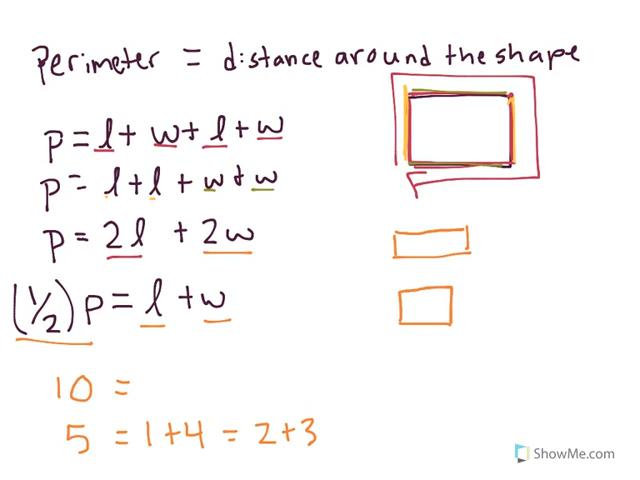 Perimeter = distance around the shape
P = l + w + l + w
P = l + l + w + w
P = 2l + 2w
(1/2) P = l + w
10 =
5 = 1 + 4 = 2 + 3
ShowMe.com